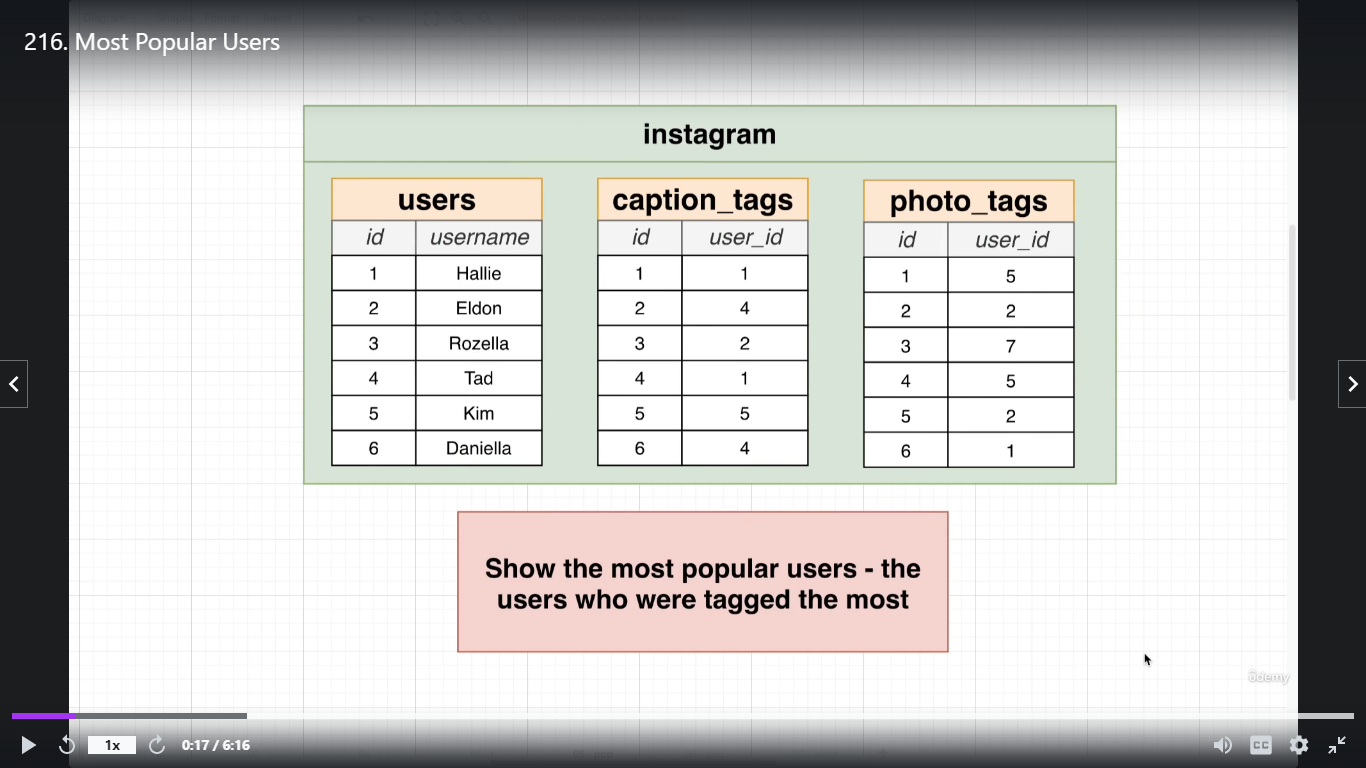 216. Most Popular Users
instagram
users
id username
1 Hallie
2 Eldon
3 Rozella
4 Tad
5 Kim
6 Daniella
caption_tags
id user_id
1 1
2 4
3 2
4 1
5 5
6 4
photo_tags
id user_id
1 5
2 2
3 7
4 5
5 2
6 1
Show the most popular users - the
users who were tagged the most
ûdemy
1x
0:17 / 6:16
CC